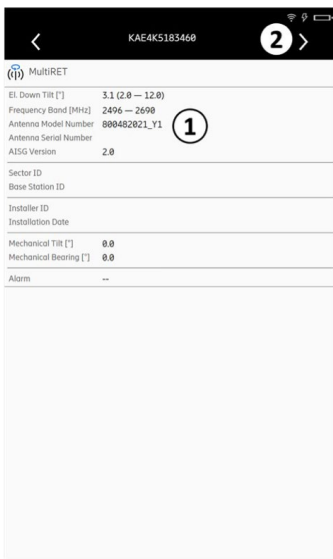 KAE4K5183460
2
MultiRET
El. Down Tilt [°] 3.1 (2.0 — 12.0)
Frequency Band [MHz] 2496 — 2690
Antenna Model Number 800482021_Y1
1
Antenna Serial Number
AISG Version 2.0
Sector ID
Base Station ID
Installer ID
Installation Date
Mechanical Tilt [°] 0.0
Mechanical Bearing [°] 0.0
Alarm --